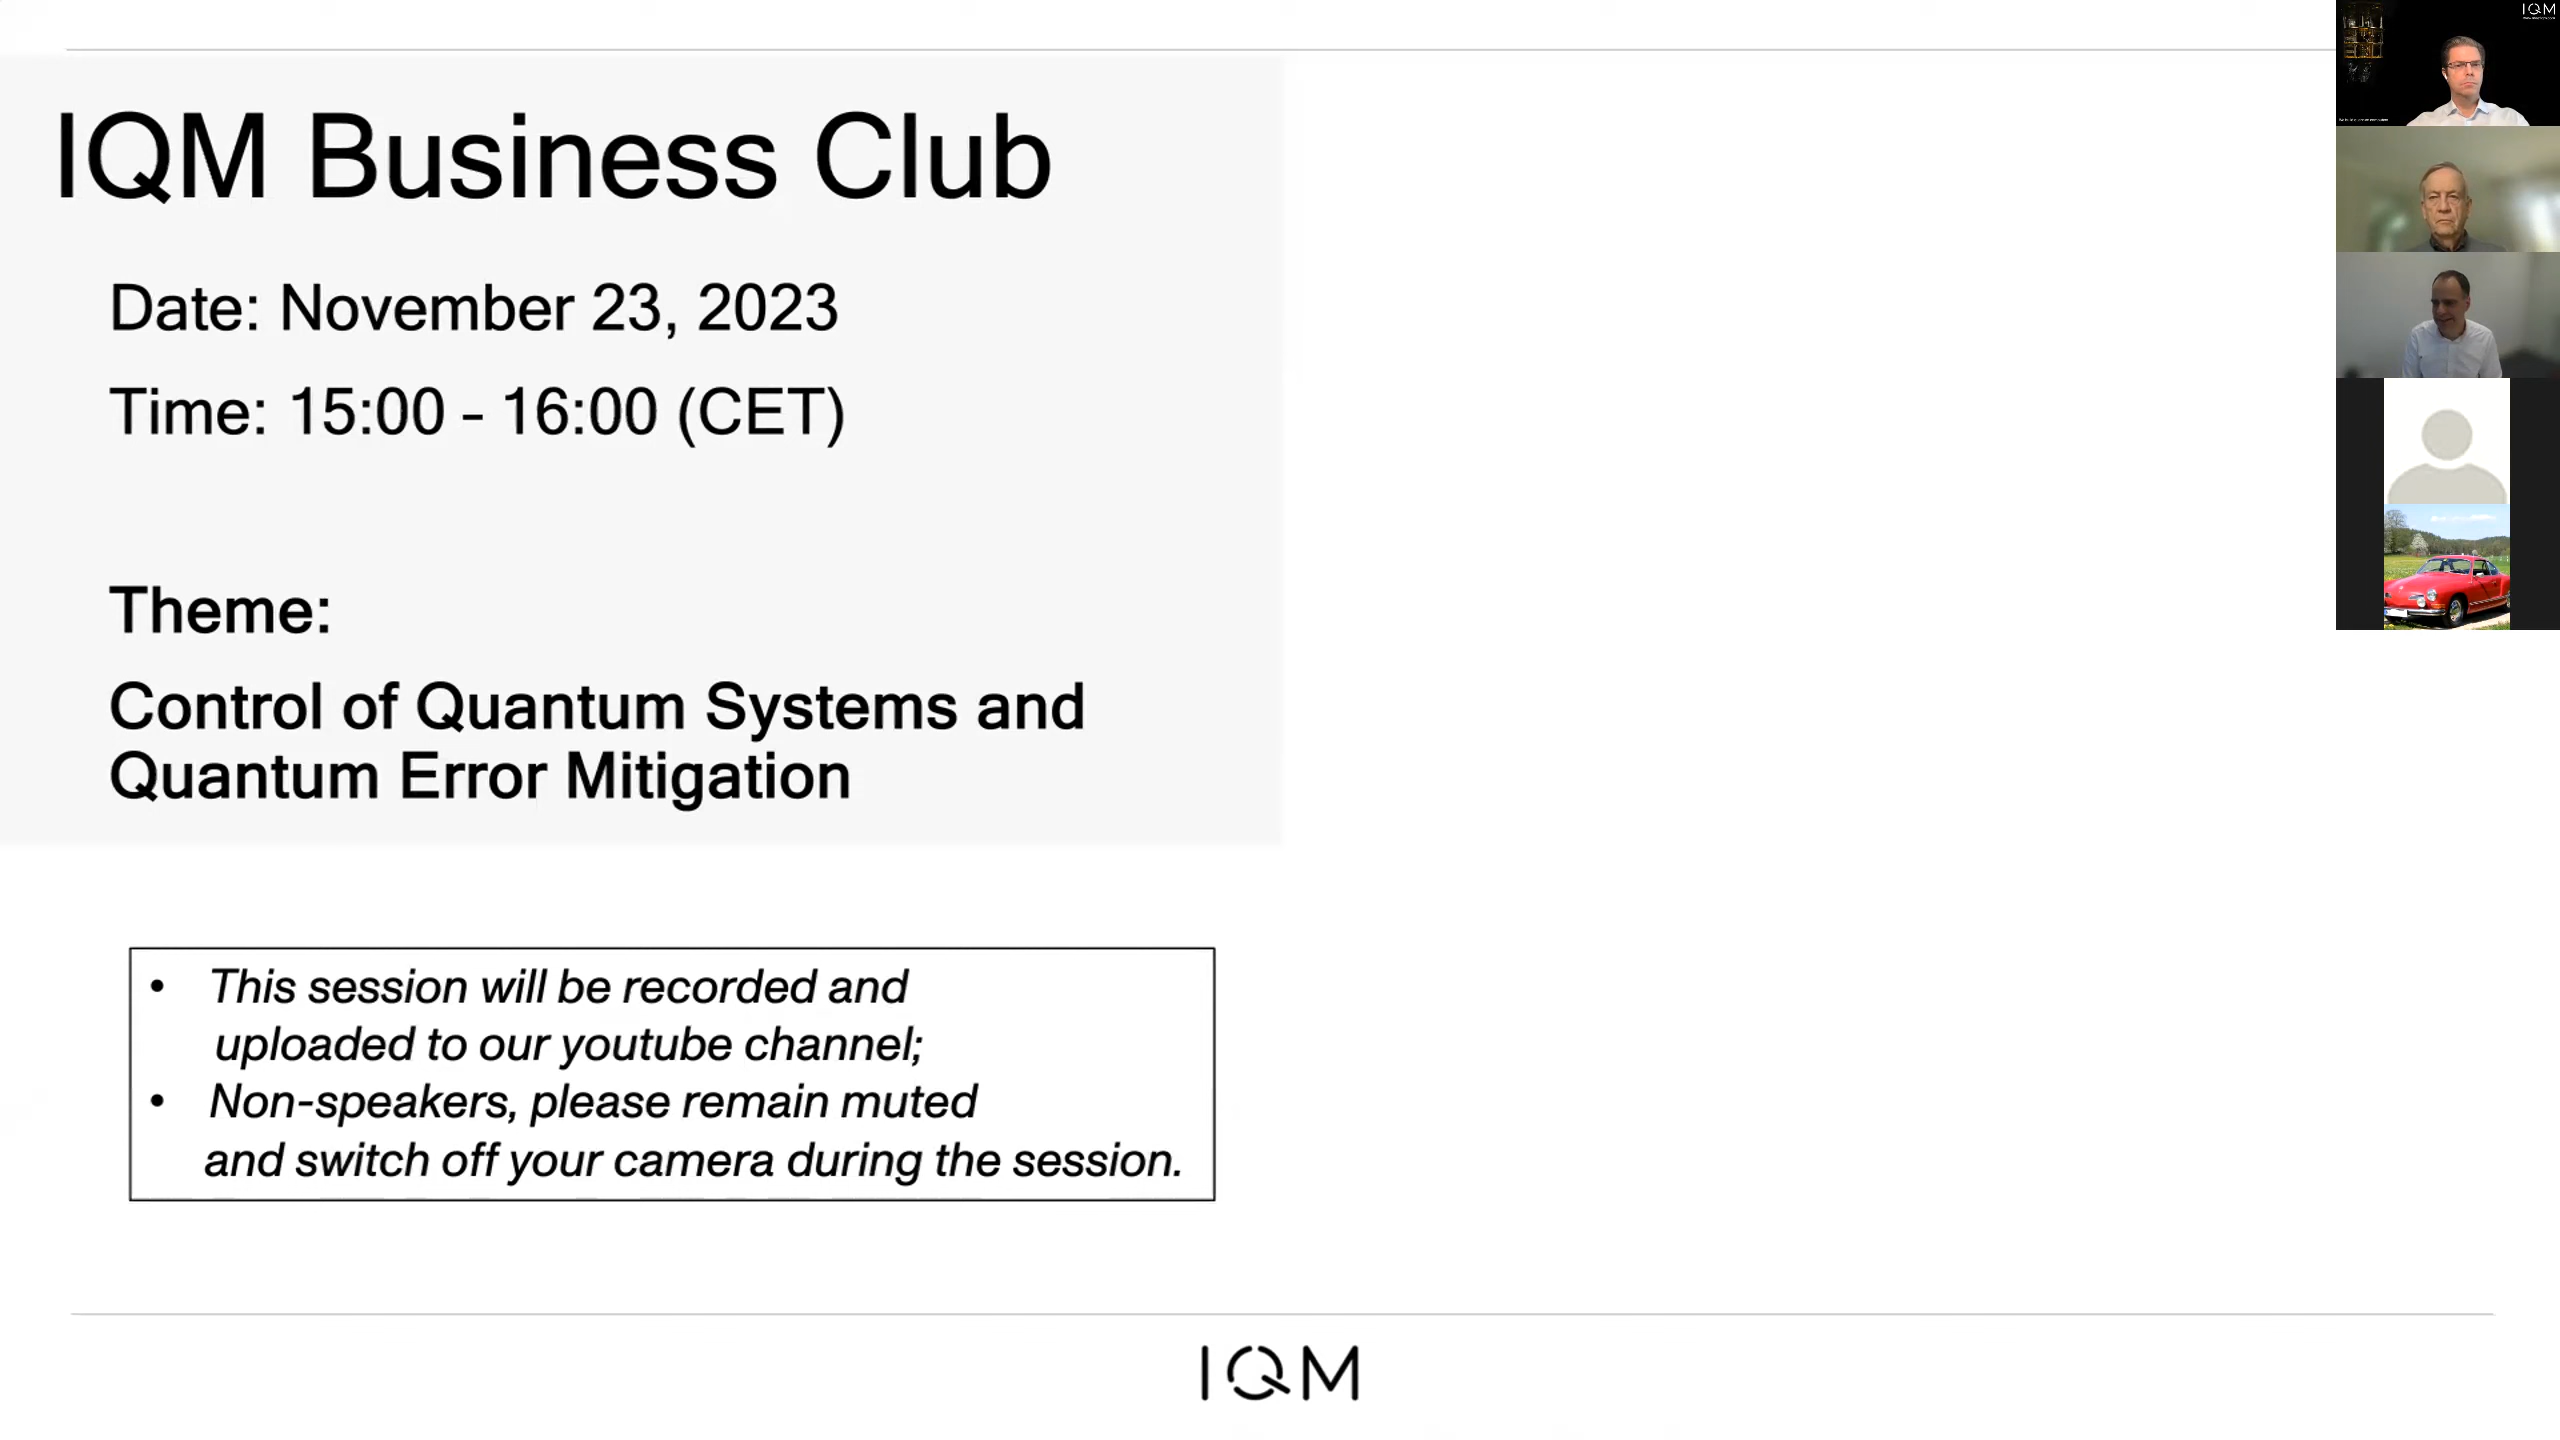 IQM Business Club
Date: November 23, 2023
Time: 15:00 - 16:00 (CET)
Theme:
Control of Quantum Systems and
Quantum Error Mitigation
• This session will be recorded and
uploaded to our youtube channel;
• Non-speakers, please remain muted
and switch off your camera during the session.
IQM
IQM